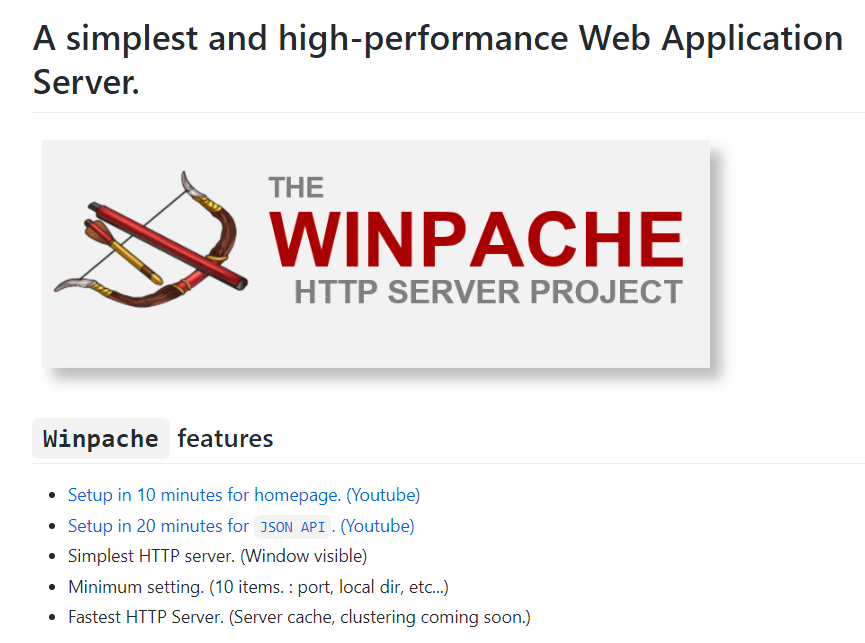 A simplest and high-performance Web Application
Server.
THE
WINPACHE
HTTP SERVER PROJECT
Winpache features
Setup in 10 minutes for homepage. (Youtube)
Setup in 20 minutes for JSON API. (Youtube)
Simplest HTTP server. (Window visible)
Minimum setting. (10 items. : port, local dir, etc...)
Fastest HTTP Server. (Server cache, clustering coming soon.)